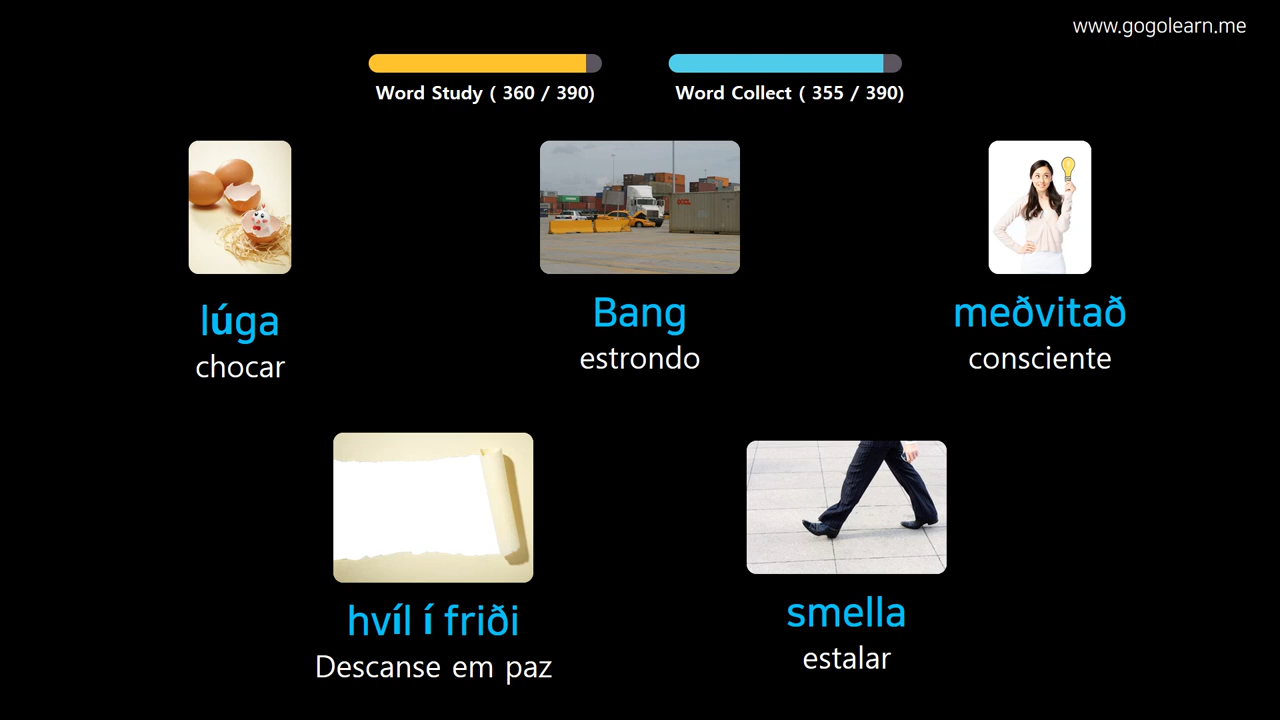 www.gogolearn.me
Word Study ( 360 / 390)
Word Collect ( 355 / 390)
lúga
chocar
Bang
estrondo
meðvitað
consciente
hvíl í friði
Descanse em paz
smella
estalar